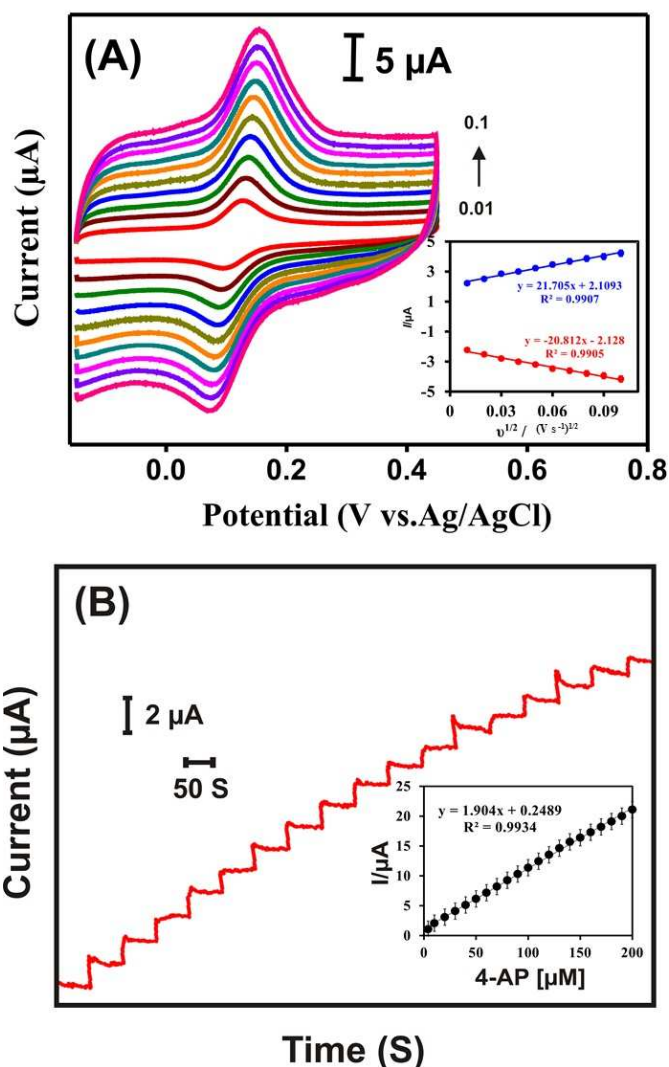 (A)
5 µA
0.1
0.01
Current (µA)
5
3
1
-1
-3
-5
I/µA
y = 21.705x + 2.1093
R² = 0.9907
y = -20.812x - 2.128
R² = 0.9905
0 0.03 0.06 0.09
υ¹/² / (V s⁻¹)¹/²
0.0 0.2 0.4 0.6 0.8
Potential (V vs.Ag/AgCl)
(B)
2 µA
50 S
Current (µA)
25
20
15
10
5
0
I/µA
y = 1.904x + 0.2489
R² = 0.9934
0 50 100 150 200
4-AP [µM]
Time (S)